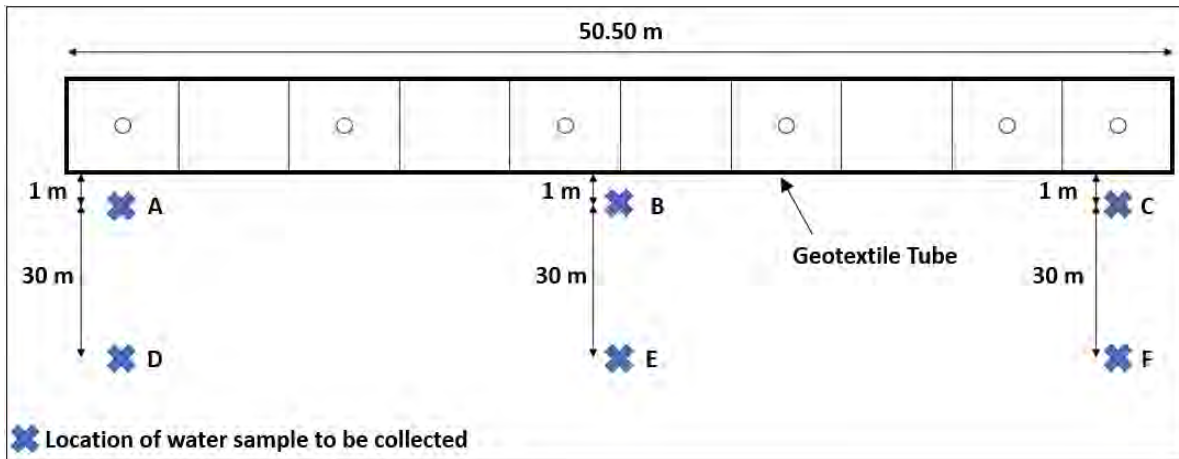 50.50 m
1 m
A
1 m
B
1 m
C
Geotextile Tube
30 m
30 m
30 m
D
E
F
Location of water sample to be collected